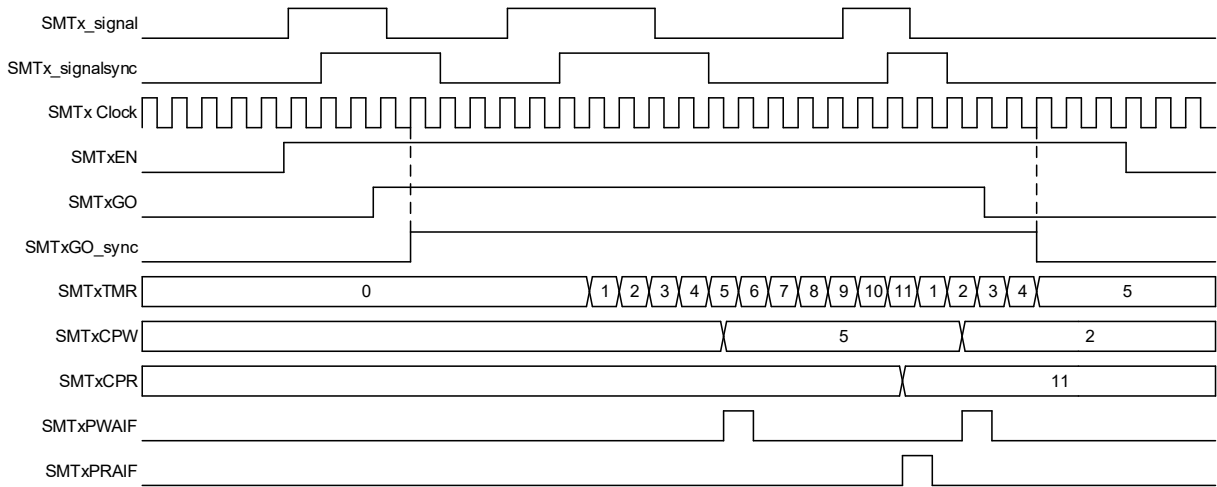 SMTx_signal
SMTx_signalsync
SMTx Clock
SMTxEN
SMTxGO
SMTxGO_sync
SMTxTMR 0 1 2 3 4 5 6 7 8 9 10 11 1 2 3 4 5
SMTxCPW 5 2
SMTxCPR 11
SMTxPWAIF
SMTxPRAIF